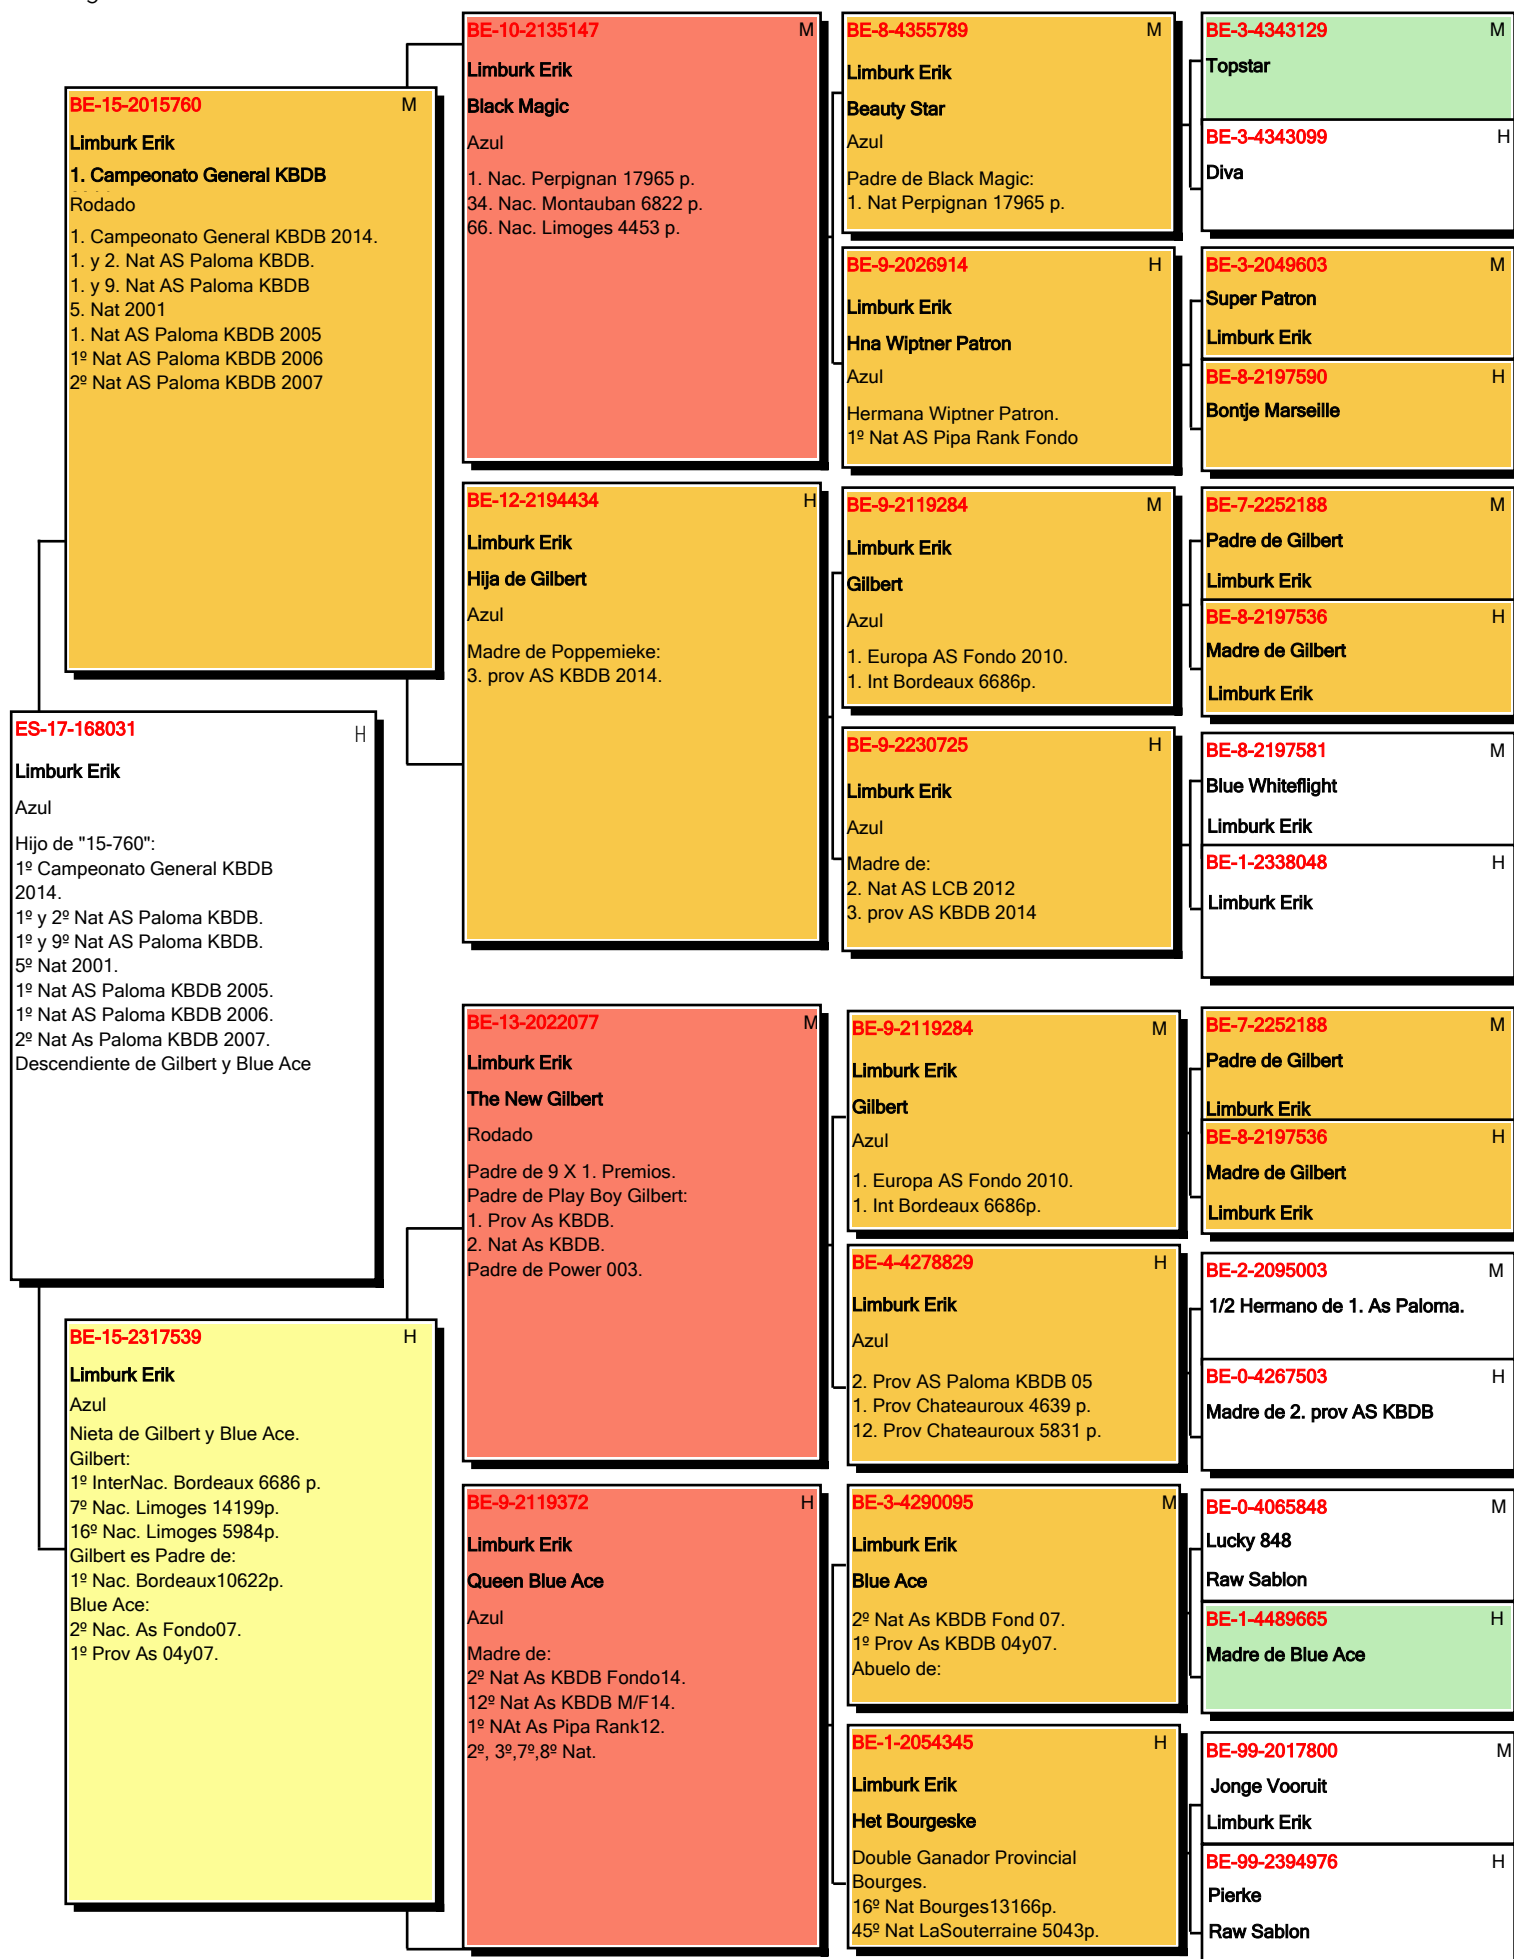 ES-17-168031 H
Limburk Erik
Azul
Hijo de "15-760":
1º Campeonato General KBDB
2014.
1º y 2º Nat AS Paloma KBDB.
1º y 9º Nat AS Paloma KBDB.
5º Nat 2001.
1º Nat AS Paloma KBDB 2005.
1º Nat AS Paloma KBDB 2006.
2º Nat As Paloma KBDB 2007.
Descendiente de Gilbert y Blue Ace
BE-15-2015760 M
Limburk Erik
1. Campeonato General KBDB
Rodado
1. Campeonato General KBDB 2014.
1. y 2. Nat AS Paloma KBDB.
1. y 9. Nat AS Paloma KBDB
5. Nat 2001
1. Nat AS Paloma KBDB 2005
1º Nat AS Paloma KBDB 2006
2º Nat AS Paloma KBDB 2007
BE-15-2317539 H
Limburk Erik
Azul
Nieta de Gilbert y Blue Ace.
Gilbert:
1º InterNac. Bordeaux 6686 p.
7º Nac. Limoges 14199p.
16º Nac. Limoges 5984p.
Gilbert es Padre de:
1º Nac. Bordeaux10622p.
Blue Ace:
2º Nac. As Fondo07.
1º Prov As 04y07.
BE-10-2135147 M
Limburk Erik
Black Magic
Azul
1. Nac. Perpignan 17965 p.
34. Nac. Montauban 6822 p.
66. Nac. Limoges 4453 p.
BE-12-2194434 H
Limburk Erik
Hija de Gilbert
Azul
Madre de Poppemieke:
3. prov AS KBDB 2014.
BE-13-2022077 M
Limburk Erik
The New Gilbert
Rodado
Padre de 9 X 1. Premios.
Padre de Play Boy Gilbert:
1. Prov As KBDB.
2. Nat As KBDB.
Padre de Power 003.
BE-9-2119372 H
Limburk Erik
Queen Blue Ace
Azul
Madre de:
2º Nat As KBDB Fondo14.
12º Nat As KBDB M/F14.
1º NAt As Pipa Rank12.
2º, 3º,7º,8º Nat.
BE-8-4355789 M
Limburk Erik
Beauty Star
Azul
Padre de Black Magic:
1. Nat Perpignan 17965 p.
BE-9-2026914 H
Limburk Erik
Hna Wiptner Patron
Azul
Hermana Wiptner Patron.
1º Nat AS Pipa Rank Fondo
BE-9-2119284 M
Limburk Erik
Gilbert
Azul
1. Europa AS Fondo 2010.
1. Int Bordeaux 6686p.
BE-9-2230725 H
Limburk Erik
Azul
Madre de:
2. Nat AS LCB 2012
3. prov AS KBDB 2014
BE-9-2119284 M
Limburk Erik
Gilbert
Azul
1. Europa AS Fondo 2010.
1. Int Bordeaux 6686p.
BE-4-4278829 H
Limburk Erik
Azul
2. Prov AS Paloma KBDB 05
1. Prov Chateauroux 4639 p.
12. Prov Chateauroux 5831 p.
BE-3-4290095 M
Limburk Erik
Blue Ace
2º Nat As KBDB Fond 07.
1º Prov As KBDB 04y07.
Abuelo de:
BE-1-2054345 H
Limburk Erik
Het Bourgeske
Double Ganador Provincial
Bourges.
16º Nat Bourges13166p.
45º Nat LaSouterraine 5043p.
BE-3-4343129 M
Topstar
BE-3-4343099 H
Diva
BE-3-2049603 M
Super Patron
Limburk Erik
BE-8-2197590 H
Bontje Marseille
BE-7-2252188 M
Padre de Gilbert
Limburk Erik
BE-8-2197536 H
Madre de Gilbert
Limburk Erik
BE-8-2197581 M
Blue Whiteflight
Limburk Erik
BE-1-2338048 H
Limburk Erik
BE-7-2252188 M
Padre de Gilbert
Limburk Erik
BE-8-2197536 H
Madre de Gilbert
Limburk Erik
BE-2-2095003 M
1/2 Hermano de 1. As Paloma.
BE-0-4267503 H
Madre de 2. prov AS KBDB
BE-0-4065848 M
Lucky 848
Raw Sablon
BE-1-4489665 H
Madre de Blue Ace
BE-99-2017800 M
Jonge Vooruit
Limburk Erik
BE-99-2394976 H
Pierke
Raw Sablon